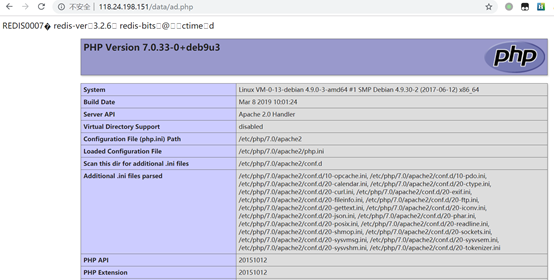 不安全 | 118.24.198.151/data/ad.php
REDIS0007� redis-ver 3.2.6 redis-bits @ ctime d
PHP Version 7.0.33-0+deb9u3
php
System Linux VM-0-13-debian 4.9.0-3-amd64 #1 SMP Debian 4.9.30-2 (2017-06-12) x86_64
Build Date Mar 8 2019 10:01:24
Server API Apache 2.0 Handler
Virtual Directory Support disabled
Configuration File (php.ini) Path /etc/php/7.0/apache2
Loaded Configuration File /etc/php/7.0/apache2/php.ini
Scan this dir for additional .ini files /etc/php/7.0/apache2/conf.d
Additional .ini files parsed /etc/php/7.0/apache2/conf.d/10-opcache.ini, /etc/php/7.0/apache2/conf.d/10-pdo.ini,
/etc/php/7.0/apache2/conf.d/20-calendar.ini, /etc/php/7.0/apache2/conf.d/20-ctype.ini,
/etc/php/7.0/apache2/conf.d/20-curl.ini, /etc/php/7.0/apache2/conf.d/20-exif.ini,
/etc/php/7.0/apache2/conf.d/20-fileinfo.ini, /etc/php/7.0/apache2/conf.d/20-ftp.ini,
/etc/php/7.0/apache2/conf.d/20-gettext.ini, /etc/php/7.0/apache2/conf.d/20-iconv.ini,
/etc/php/7.0/apache2/conf.d/20-json.ini, /etc/php/7.0/apache2/conf.d/20-phar.ini,
/etc/php/7.0/apache2/conf.d/20-posix.ini, /etc/php/7.0/apache2/conf.d/20-readline.ini,
/etc/php/7.0/apache2/conf.d/20-shmop.ini, /etc/php/7.0/apache2/conf.d/20-sockets.ini,
/etc/php/7.0/apache2/conf.d/20-sysvmsg.ini, /etc/php/7.0/apache2/conf.d/20-sysvsem.ini,
/etc/php/7.0/apache2/conf.d/20-sysvshm.ini, /etc/php/7.0/apache2/conf.d/20-tokenizer.ini
PHP API 20151012
PHP Extension 20151012